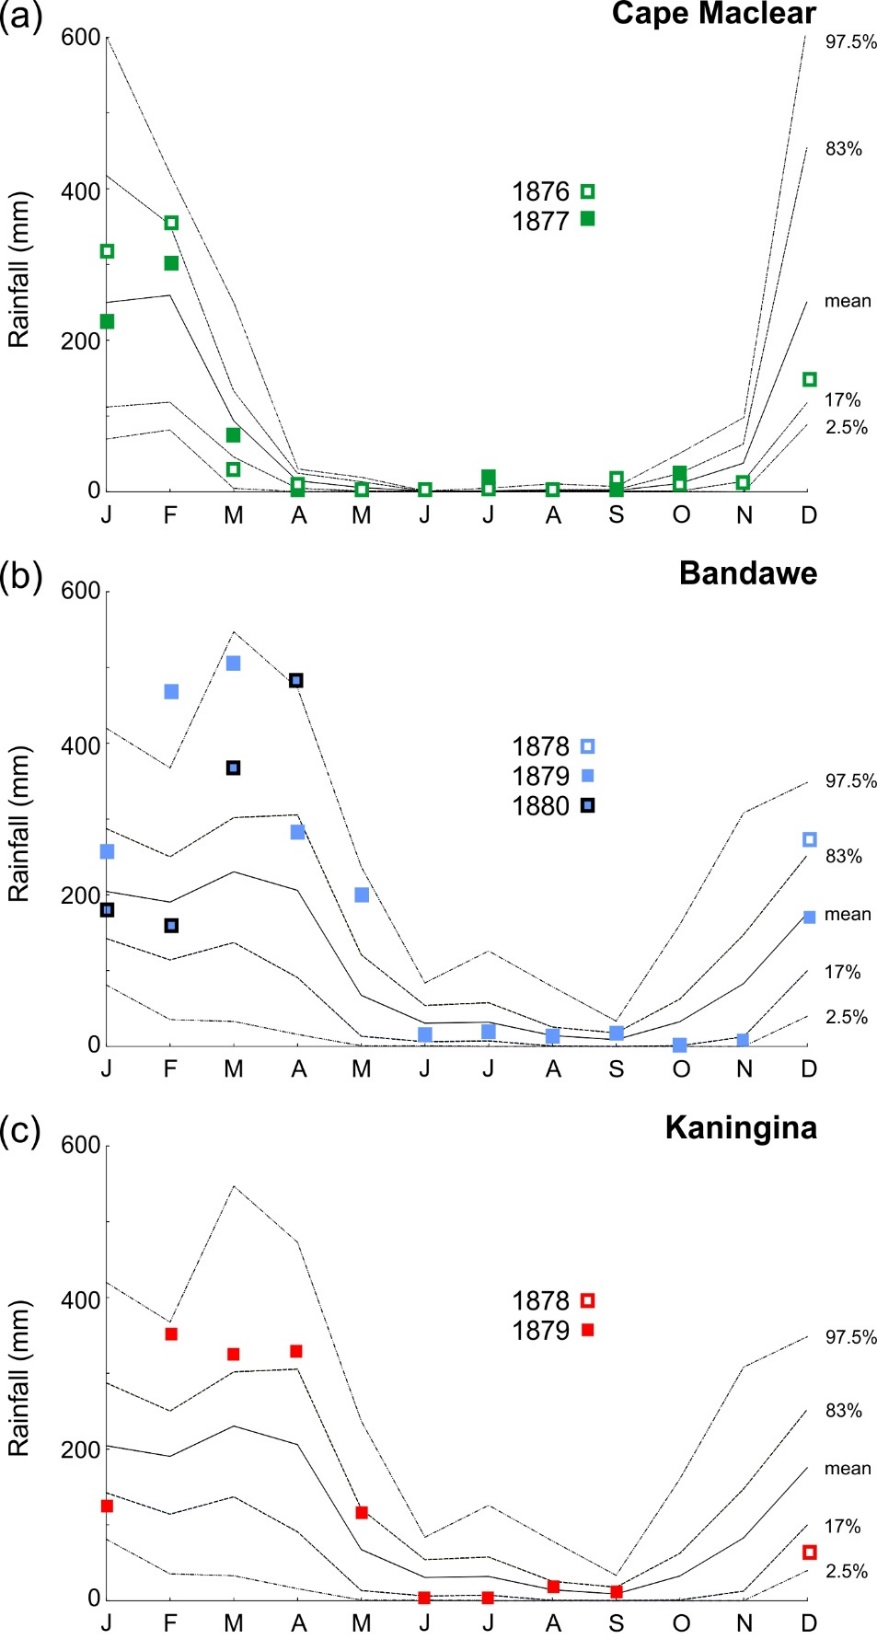 (a) Cape Maclear
600
97.5%
83%
400
1876
1877
Rainfall (mm)
mean
200
17%
2.5%
0
J F M A M J J A S O N D
(b) Bandawe
600
400
1878
97.5%
1879
1880
Rainfall (mm)
83%
200
mean
17%
2.5%
0
J F M A M J J A S O N D
(c) Kaningina
600
400
1878
1879
97.5%
Rainfall (mm)
83%
200
mean
17%
2.5%
0
J F M A M J J A S O N D